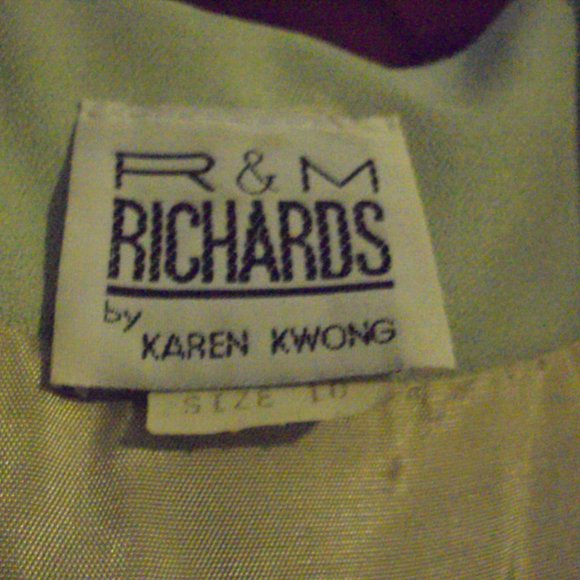 R & M
RICHARDS
by
KAREN KWONG
SIZE 10